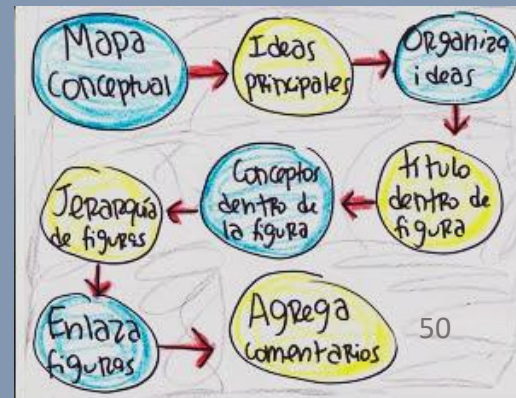 Mapa
Conceptual
Ideas
principales
Organiza
ideas
título
dentro de
figura
Conceptos
dentro de
la figura
Jerarquía
de figuras
Enlaza
figuras
Agrega
comentarios
50